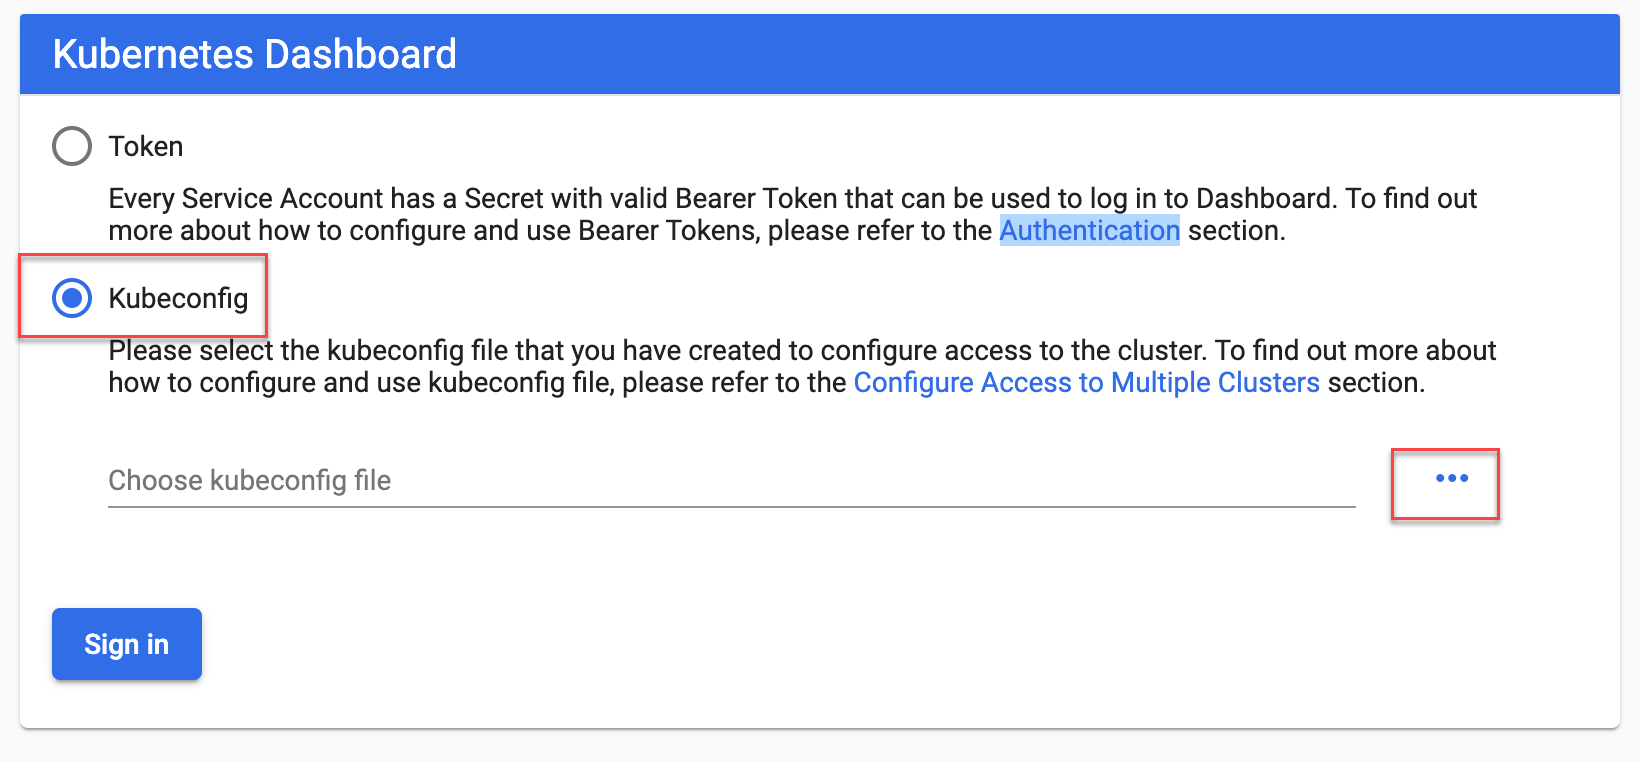 Kubernetes Dashboard
Token
Every Service Account has a Secret with valid Bearer Token that can be used to log in to Dashboard. To find out
more about how to configure and use Bearer Tokens, please refer to the Authentication section.
Kubeconfig
Please select the kubeconfig file that you have created to configure access to the cluster. To find out more about
how to configure and use kubeconfig file, please refer to the Configure Access to Multiple Clusters section.
Choose kubeconfig file
Sign in